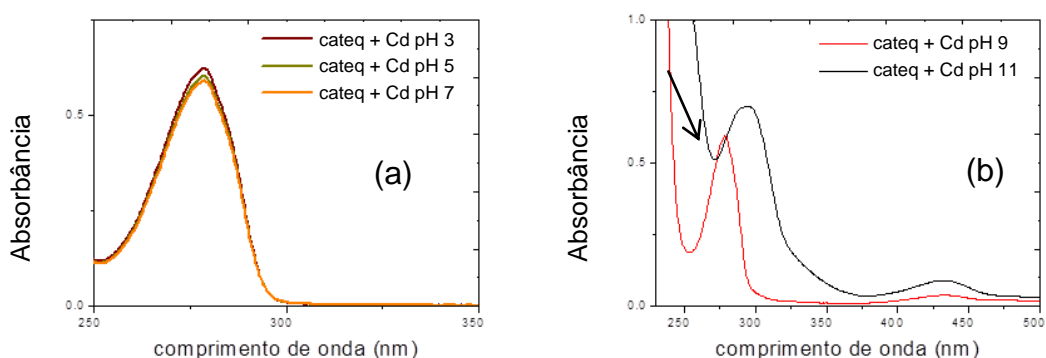 Absorbância
0.5
0.0
250
300
350
comprimento de onda (nm)
cateq + Cd pH 3
cateq + Cd pH 5
cateq + Cd pH 7
(a)
Absorbância
1.0
0.5
0.0
250
300
350
400
450
500
comprimento de onda (nm)
cateq + Cd pH 9
cateq + Cd pH 11
(b)